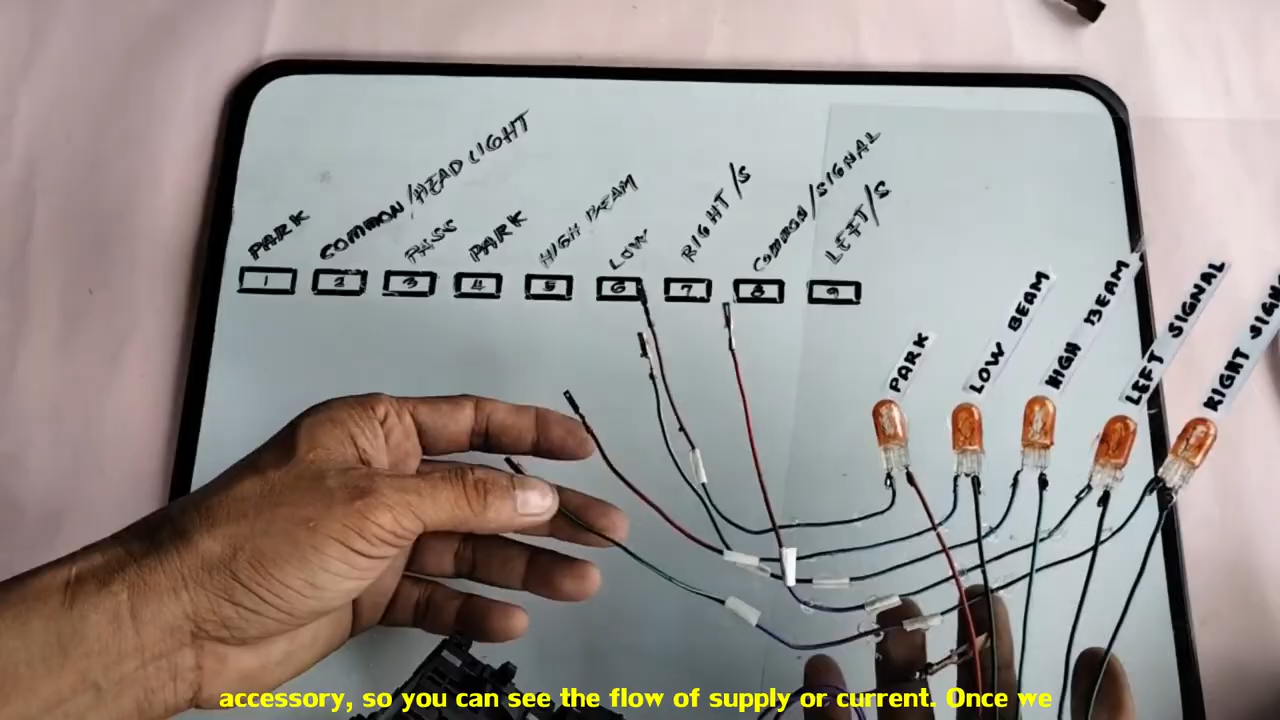 PARK
COMMON/HEAD LIGHT
PASS
PARK
HIGH BEAM
LOW
RIGHT/S
COMMON/SIGNAL
LEFT/S
1 2 3 4 5 6 7 8 9
PARK
LOW BEAM
HIGH BEAM
LEFT SIGNAL
RIGHT SIGNA
accessory, so you can see the flow of supply or current. Once we